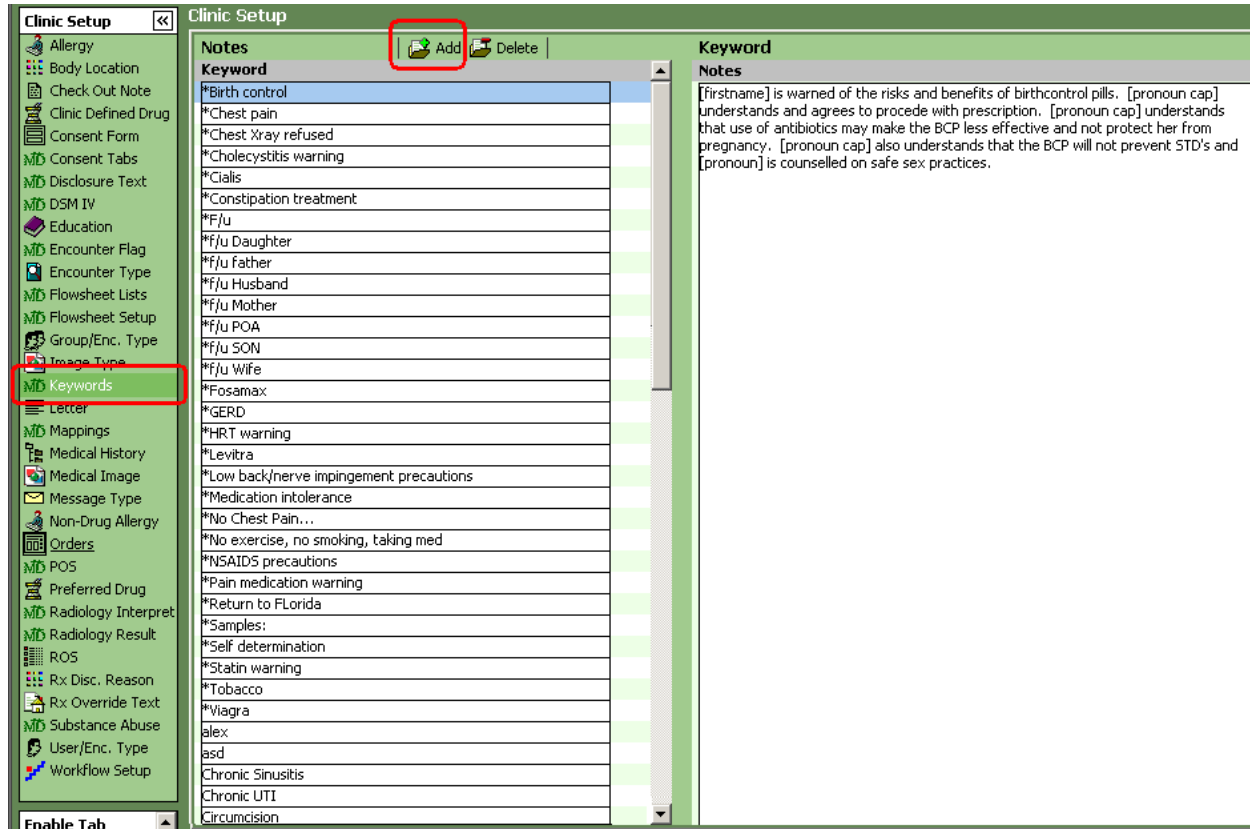 Clinic Setup
Allergy
Body Location
Check Out Note
Clinic Defined Drug
Consent Form
Consent Tabs
Disclosure Text
DSM IV
Education
Encounter Flag
Encounter Type
Flowsheet Lists
Flowsheet Setup
Group/Enc. Type
Image Type
Keywords
Letter
Mappings
Medical History
Medical Image
Message Type
Non-Drug Allergy
Orders
POS
Preferred Drug
Radiology Interpret
Radiology Result
ROS
Rx Disc. Reason
Rx Override Text
Substance Abuse
User/Enc. Type
Workflow Setup
Enable Tab
Clinic Setup
Notes Add Delete
Keyword
*Birth control
*Chest pain
*Chest Xray refused
*Cholecystitis warning
*Cialis
*Constipation treatment
*F/u
*f/u Daughter
*f/u father
*f/u Husband
*f/u Mother
*f/u POA
*f/u SON
*f/u Wife
*Fosamax
*GERD
*HRT warning
*Levitra
*Low back/nerve impingement precautions
*Medication intolerance
*No Chest Pain...
*No exercise, no smoking, taking med
*NSAIDS precautions
*Pain medication warning
*Return to FLorida
*Samples:
*Self determination
*Statin warning
*Tobacco
*Viagra
alex
asd
Chronic Sinusitis
Chronic UTI
Circumcision
Keyword
Notes
[firstname] is warned of the risks and benefits of birthcontrol pills. [pronoun cap]
understands and agrees to procede with prescription. [pronoun cap] understands
that use of antibiotics may make the BCP less effective and not protect her from
pregnancy. [pronoun cap] also understands that the BCP will not prevent STD's and
[pronoun] is counselled on safe sex practices.